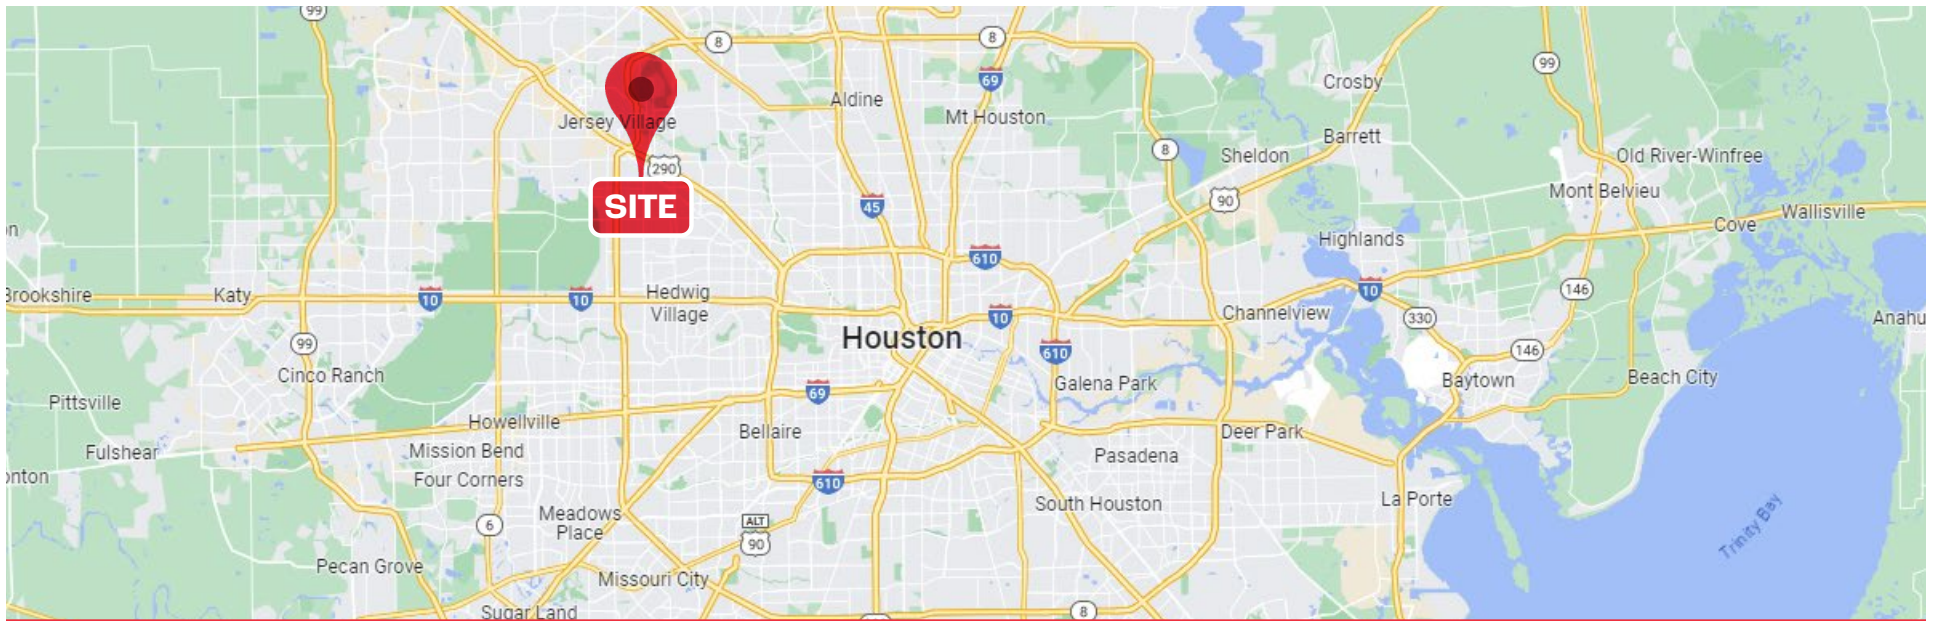 99
8
8
69
99
Crosby
Aldine
Mt Houston
Jersey Village
Barrett
8
Sheldon
Old River-Winfree
290
Mont Belvieu
90
SITE
45
Wallisville
Cove
n
Highlands
610
Brookshire
Katy
10
10
Hedwig
Village
10
146
Channelview
10
330
Anahu
Houston
99
610
146
Cinco Ranch
Galena Park
Baytown
Beach City
69
Pittsville
Howellville
Bellaire
Deer Park
Fulshear
Mission Bend
Pasadena
onton
Four Corners
610
La Porte
South Houston
Meadows
Place
6
ALT
90
Trinity Bay
Pecan Grove
Missouri City
Sugar Land
8